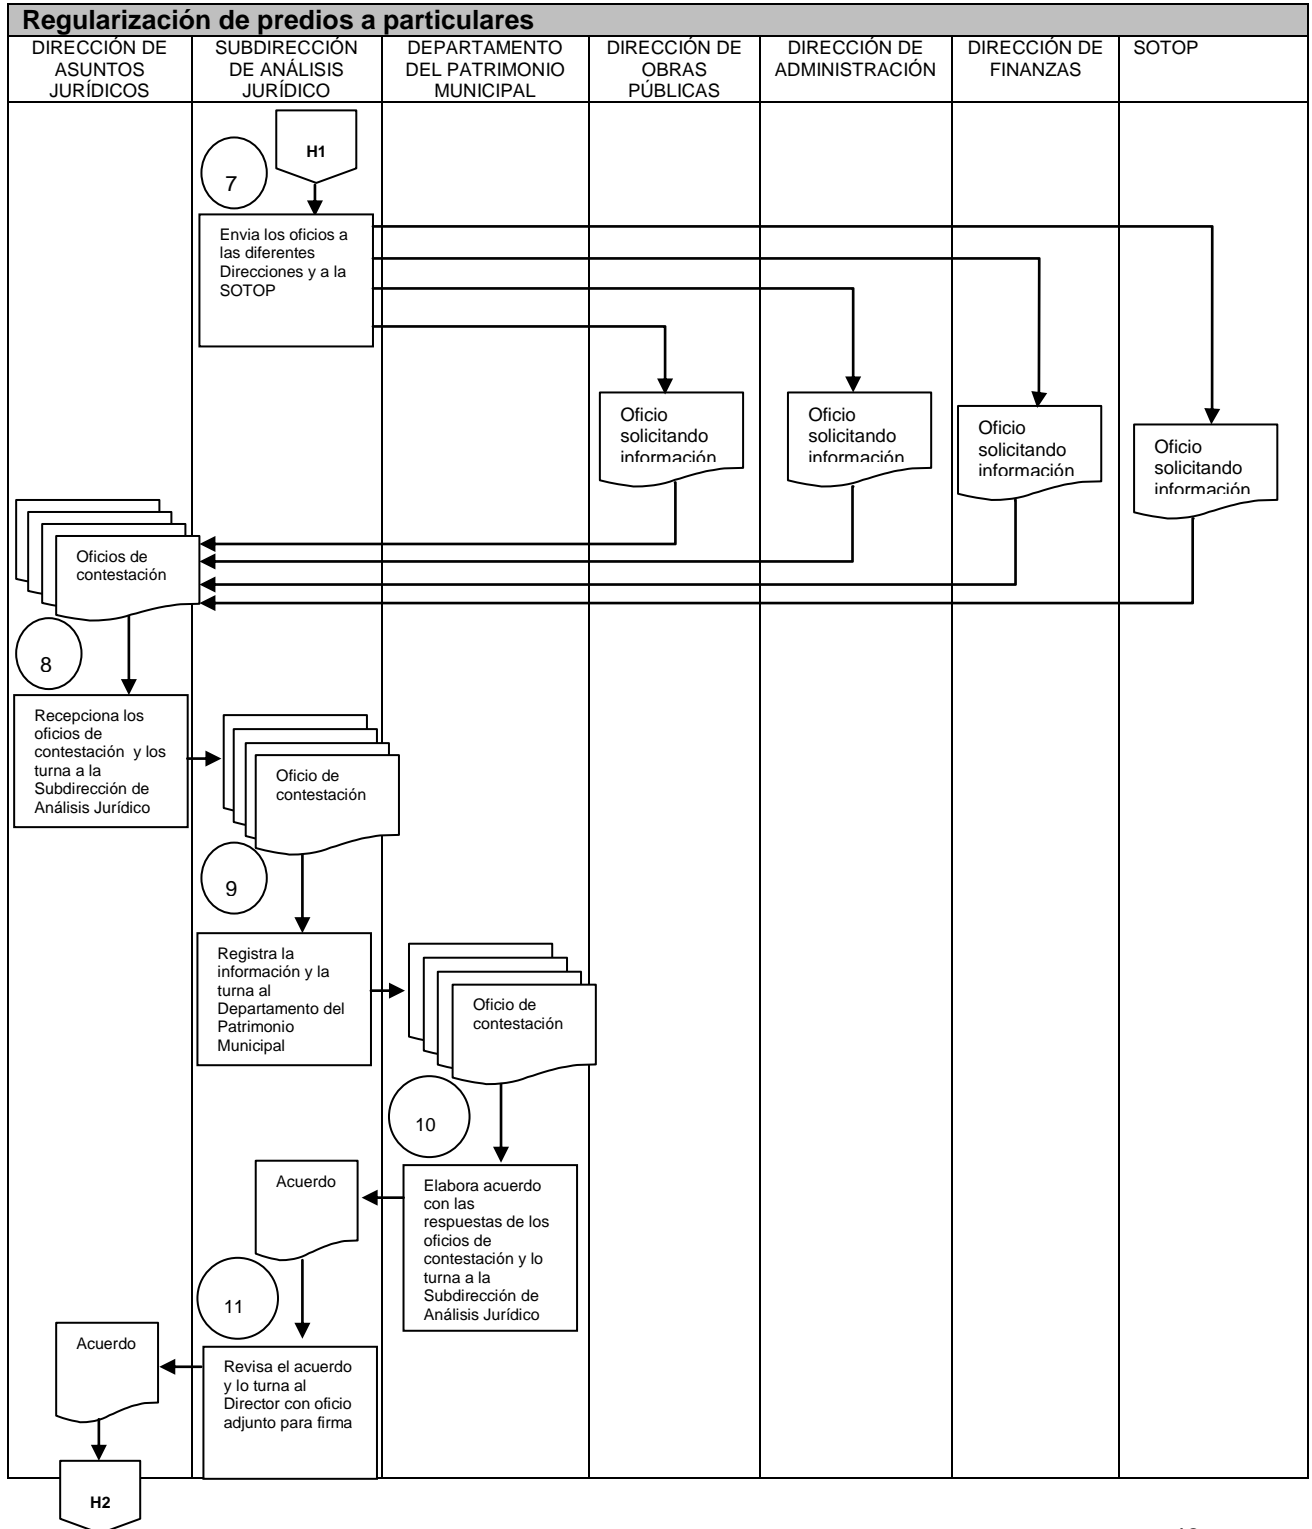 Regularización de predios a particulares
DIRECCIÓN DE
ASUNTOS
JURÍDICOS
SUBDIRECCIÓN
DE ANÁLISIS
JURÍDICO
DEPARTAMENTO
DEL PATRIMONIO
MUNICIPAL
DIRECCIÓN DE
OBRAS
PÚBLICAS
DIRECCIÓN DE
ADMINISTRACIÓN
DIRECCIÓN DE
FINANZAS
SOTOP
H1
7
Envia los oficios a
las diferentes
Direcciones y a la
SOTOP
Oficio
solicitando
información
Oficio
solicitando
información
Oficio
solicitando
información
Oficio
solicitando
información
Oficios de
contestación
8
Recepciona los
oficios de
contestación y los
turna a la
Subdirección de
Análisis Jurídico
Oficio de
contestación
9
Registra la
información y la
turna al
Departamento del
Patrimonio
Municipal
Oficio de
contestación
10
Elabora acuerdo
con las
respuestas de los
oficios de
contestación y lo
turna a la
Subdirección de
Análisis Jurídico
Acuerdo
11
Revisa el acuerdo
y lo turna al
Director con oficio
adjunto para firma
Acuerdo
H2